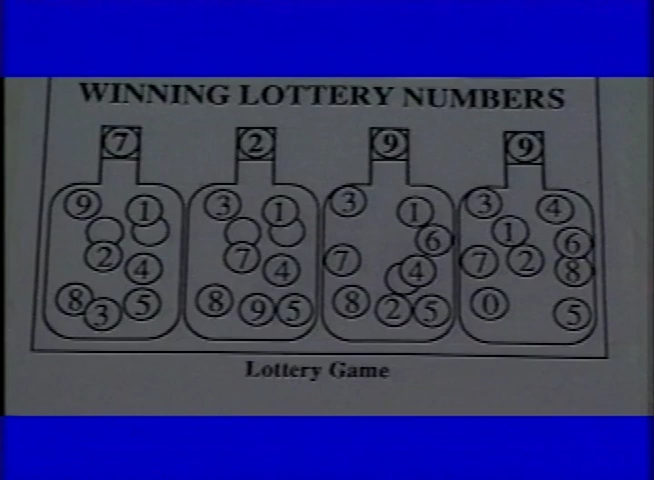 WINNING LOTTERY NUMBERS
7 2 9 9
9 1 3 1 3 1 3 4
2 4 7 4 7 6 4 1 7 2 6 8
8 3 5 8 9 5 8 2 5 0 5
Lottery Game